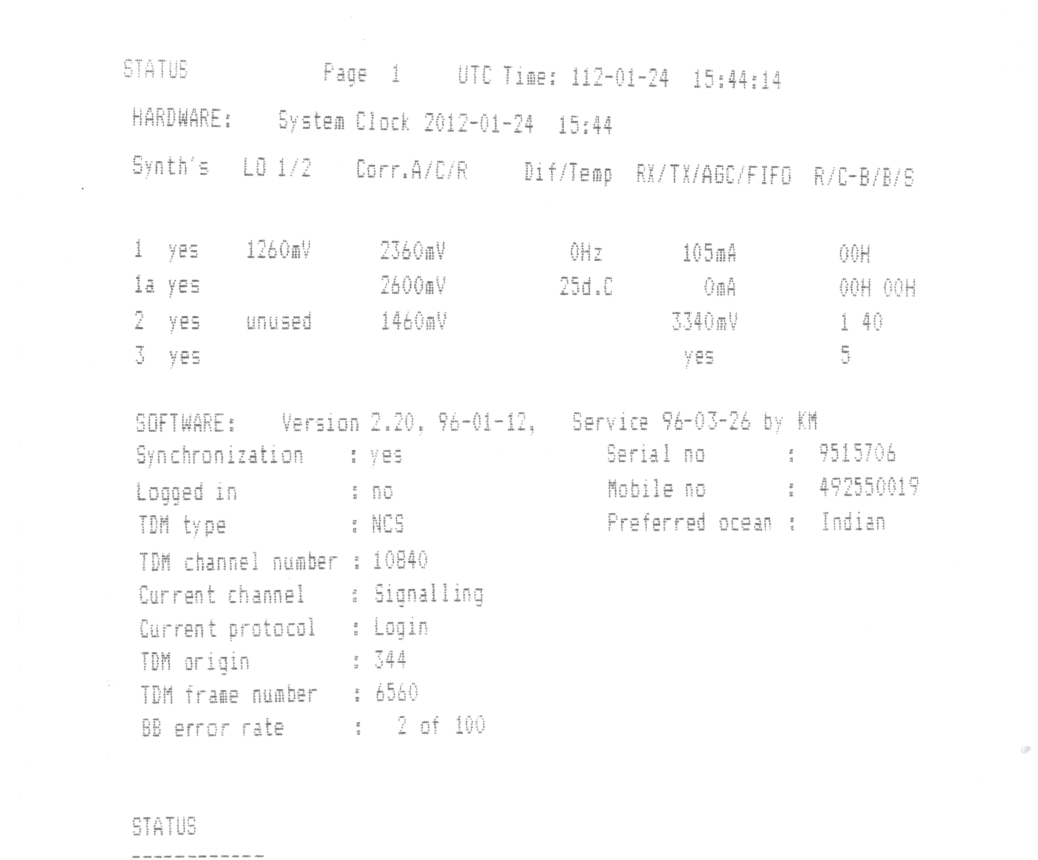 STATUS Page 1 UTC Time: 112-01-24 15:44:14
HARDWARE: System Clock 2012-01-24 15:44
Synth's LO 1/2 Corr.A/C/R Dif/Temp RX/TX/AGC/FIFO R/C-B/B/S
1 yes 1260mV 2360mV 0Hz 105mA 00H
1a yes 2600mV 25d.C 0mA 00H 00H
2 yes unused 1460mV 3340mV 1 40
3 yes yes 5
SOFTWARE: Version 2.20, 96-01-12, Service 96-03-26 by KM
Synchronization : yes Serial no : 9515706
Logged in : no Mobile no : 492550019
TDM type : NCS Preferred ocean : Indian
TDM channel number : 10840
Current channel : Signalling
Current protocol : Login
TDM origin : 344
TDM frame number : 6560
BB error rate : 2 of 100
STATUS
------------